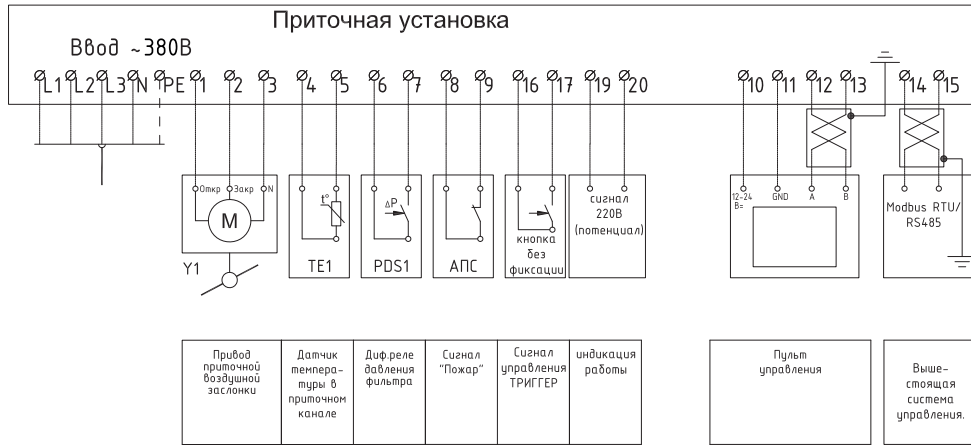 Приточная установка
Ввод ~380В
L1 L2 L3 N PE 1 2 3 4 5 6 7 8 9 16 17 19 20 10 11 12 13 14 15
Откр Закр N
M
Y1
t°
TE1
ΔP
PDS1
АПС
кнопка
без
фиксации
сигнал
220В
(потенциал)
12-24
В=
GND
A
B
Modbus RTU/
RS485
Привод
приточной
воздушной
заслонки
Датчик
темпера-
туры в
приточном
канале
Диф.реле
давления
фильтра
Сигнал
"Пожар"
Сигнал
управления
ТРИГГЕР
индикация
работы
Пульт
управления
Выше-
стоящая
система
управления.